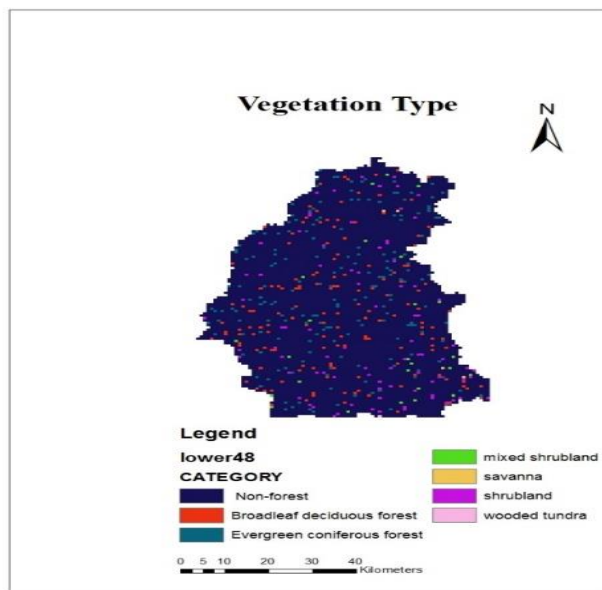 Vegetation Type
N
Legend
lower48
CATEGORY
Non-forest
Broadleaf deciduous forest
Evergreen coniferous forest
mixed shrubland
savanna
shrubland
wooded tundra
0 5 10 20 30 40
Kilometers